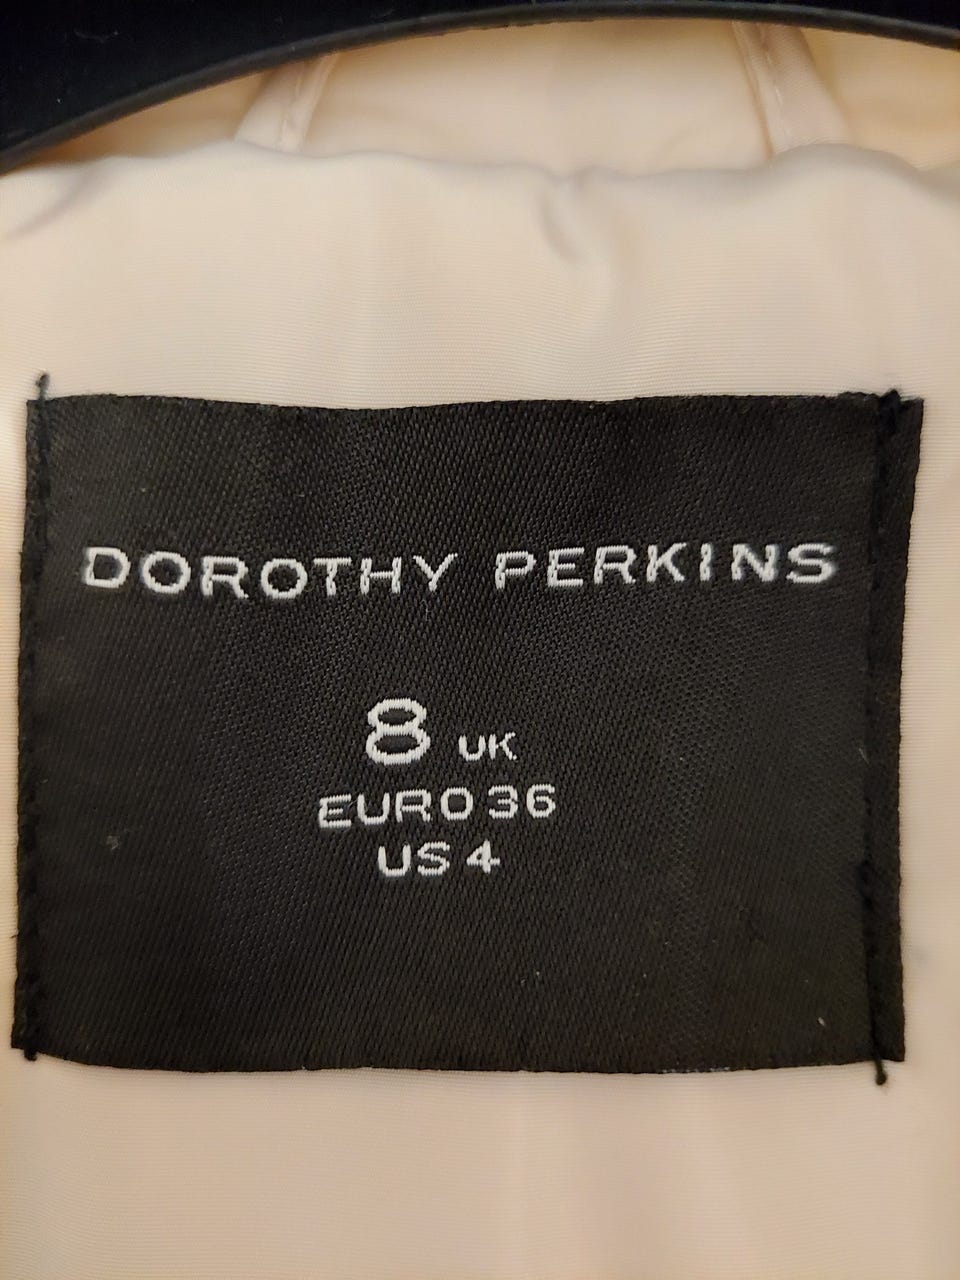 DOROTHY PERKINS
8 UK
EURO 36
US 4